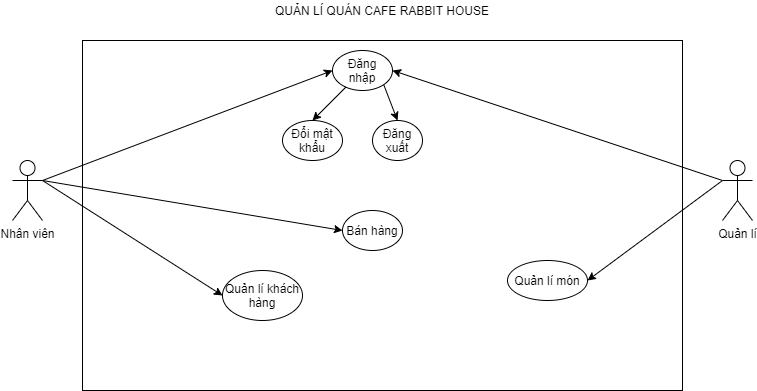 QUẢN LÍ QUÁN CAFE RABBIT HOUSE
Đăng
nhập
Đổi mật
khẩu
Đăng
xuất
Nhân viên
Bán hàng
Quản lí
Quản lí khách
hàng
Quản lí món